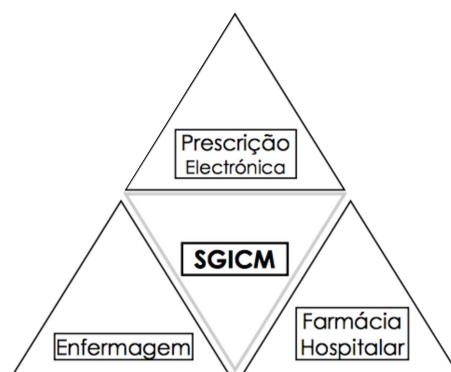 Prescrição
Electrónica
SGICM
Enfermagem
Farmácia
Hospitalar